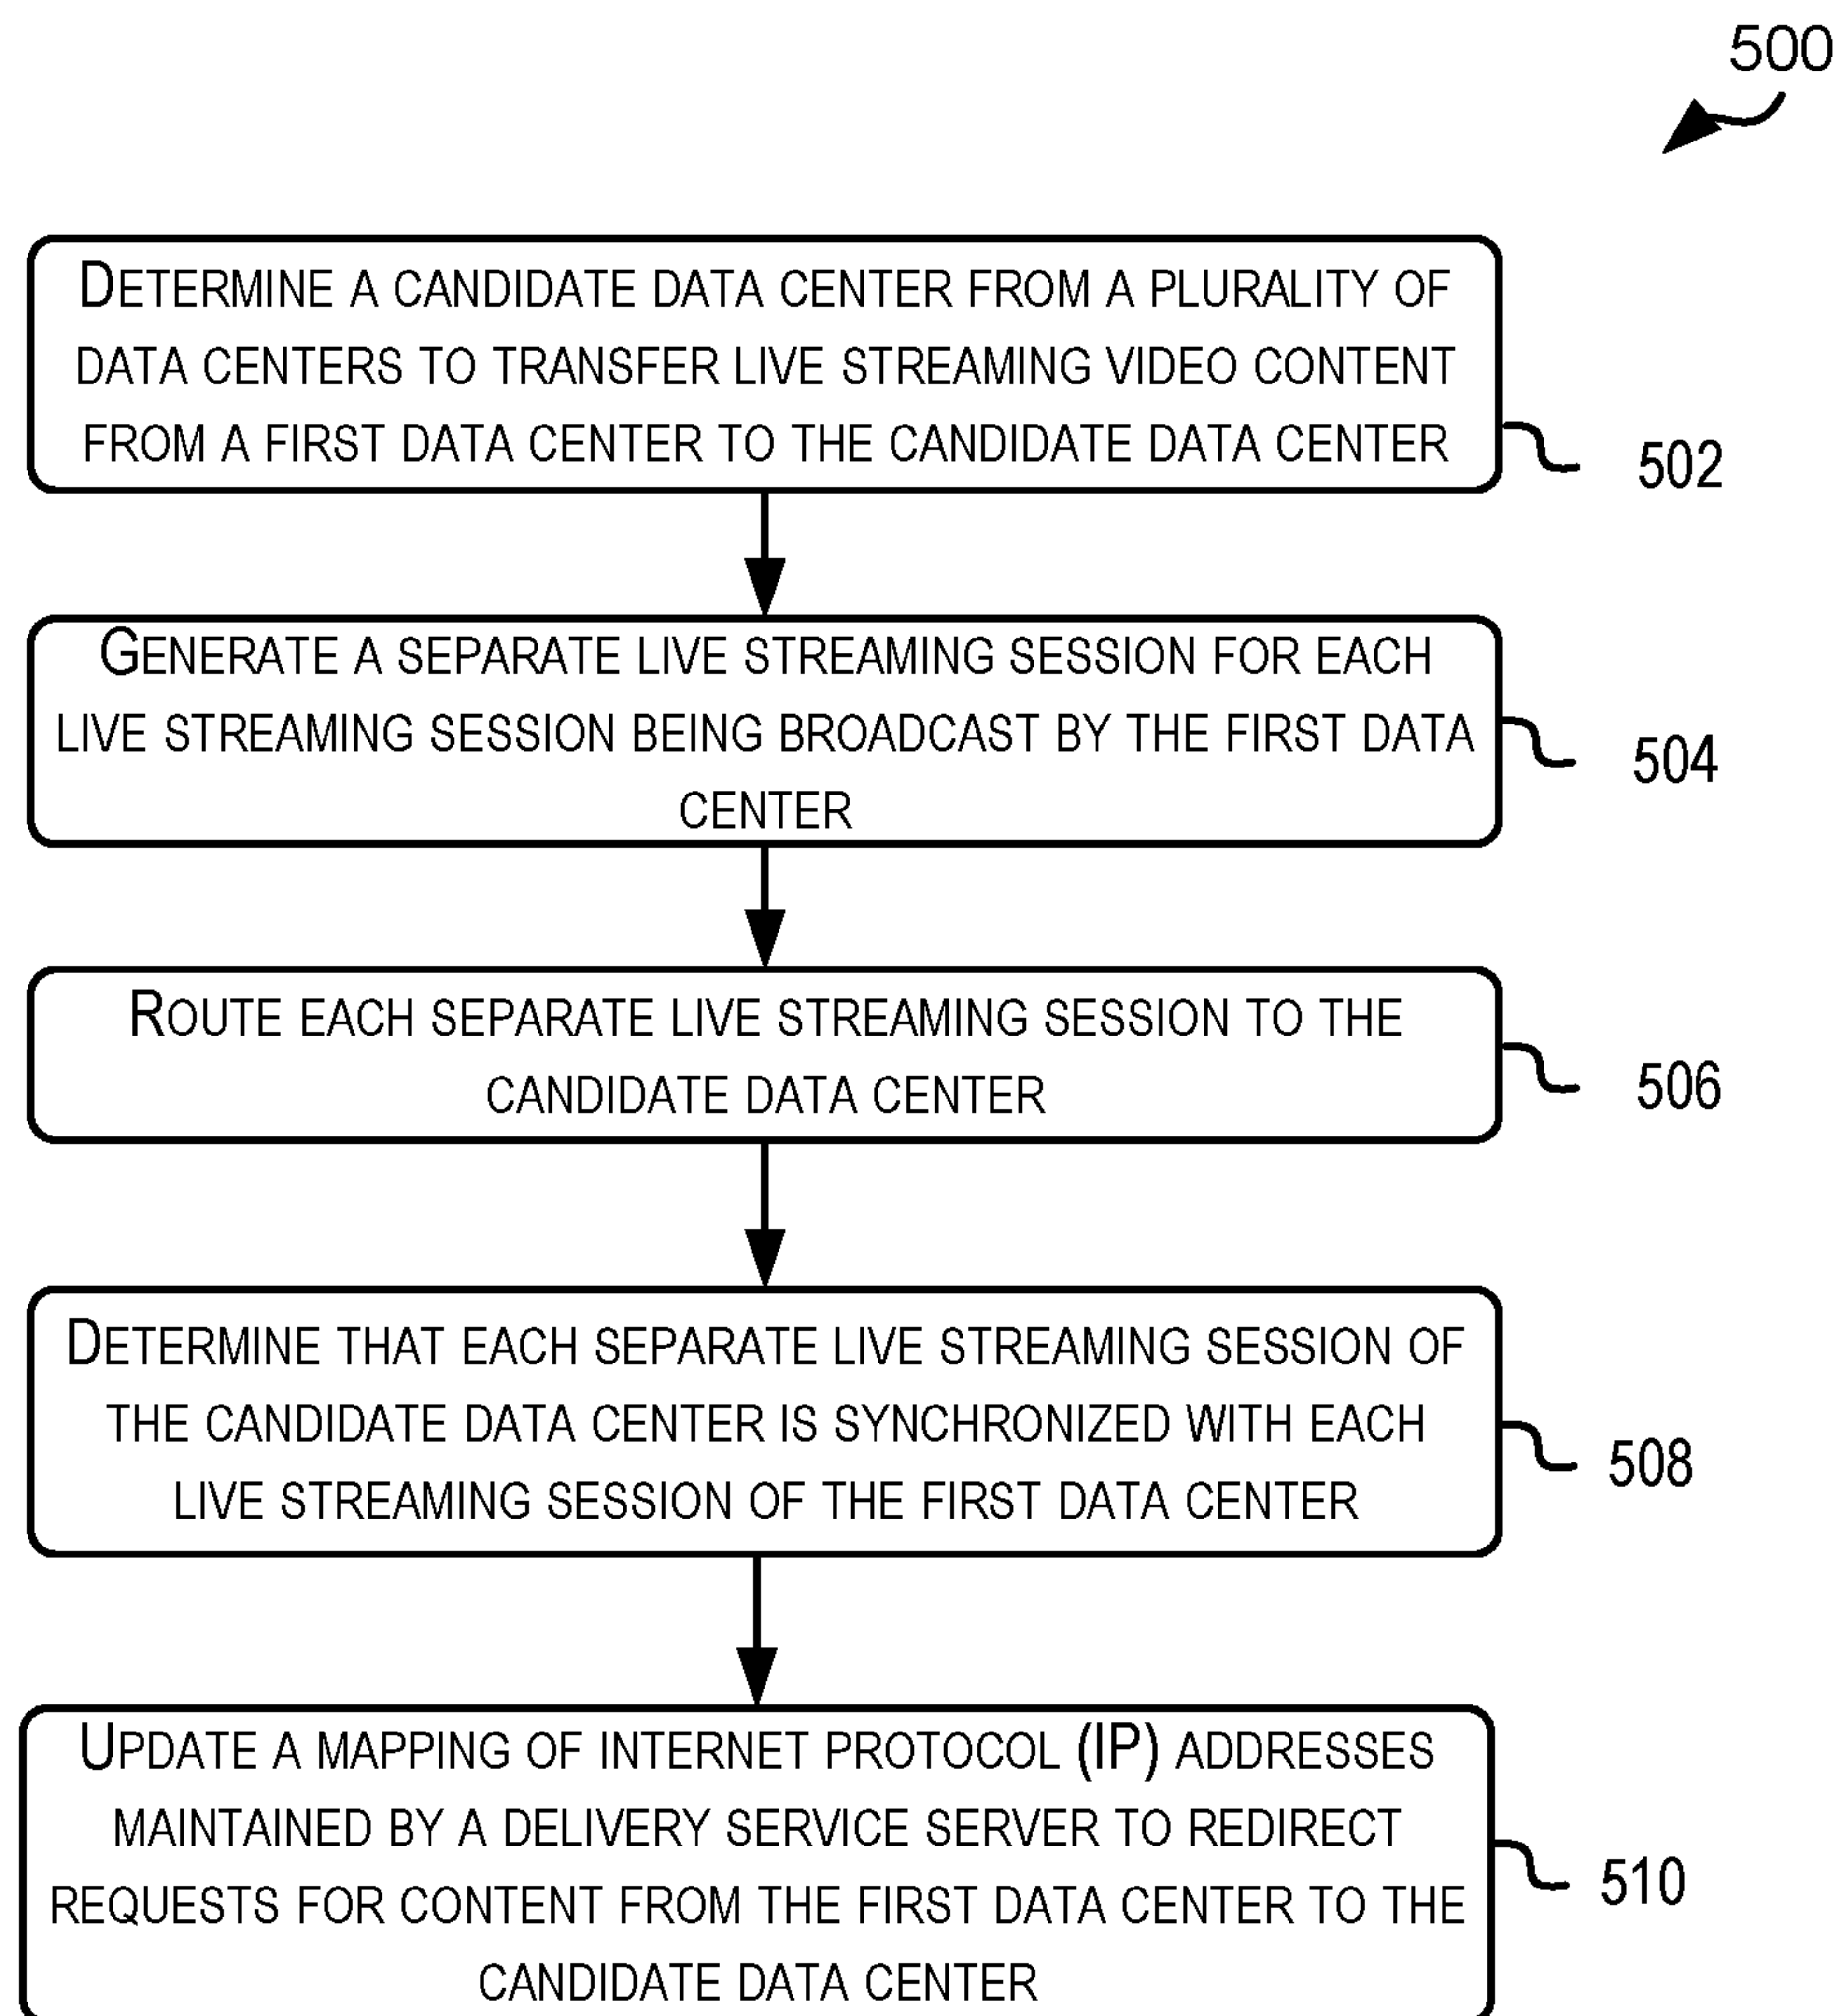 500
DETERMINE A CANDIDATE DATA CENTER FROM A PLURALITY OF
DATA CENTERS TO TRANSFER LIVE STREAMING VIDEO CONTENT
FROM A FIRST DATA CENTER TO THE CANDIDATE DATA CENTER
502
GENERATE A SEPARATE LIVE STREAMING SESSION FOR EACH
LIVE STREAMING SESSION BEING BROADCAST BY THE FIRST DATA
CENTER
504
ROUTE EACH SEPARATE LIVE STREAMING SESSION TO THE
CANDIDATE DATA CENTER
506
DETERMINE THAT EACH SEPARATE LIVE STREAMING SESSION OF
THE CANDIDATE DATA CENTER IS SYNCHRONIZED WITH EACH
LIVE STREAMING SESSION OF THE FIRST DATA CENTER
508
UPDATE A MAPPING OF INTERNET PROTOCOL (IP) ADDRESSES
MAINTAINED BY A DELIVERY SERVICE SERVER TO REDIRECT
REQUESTS FOR CONTENT FROM THE FIRST DATA CENTER TO THE
CANDIDATE DATA CENTER
510